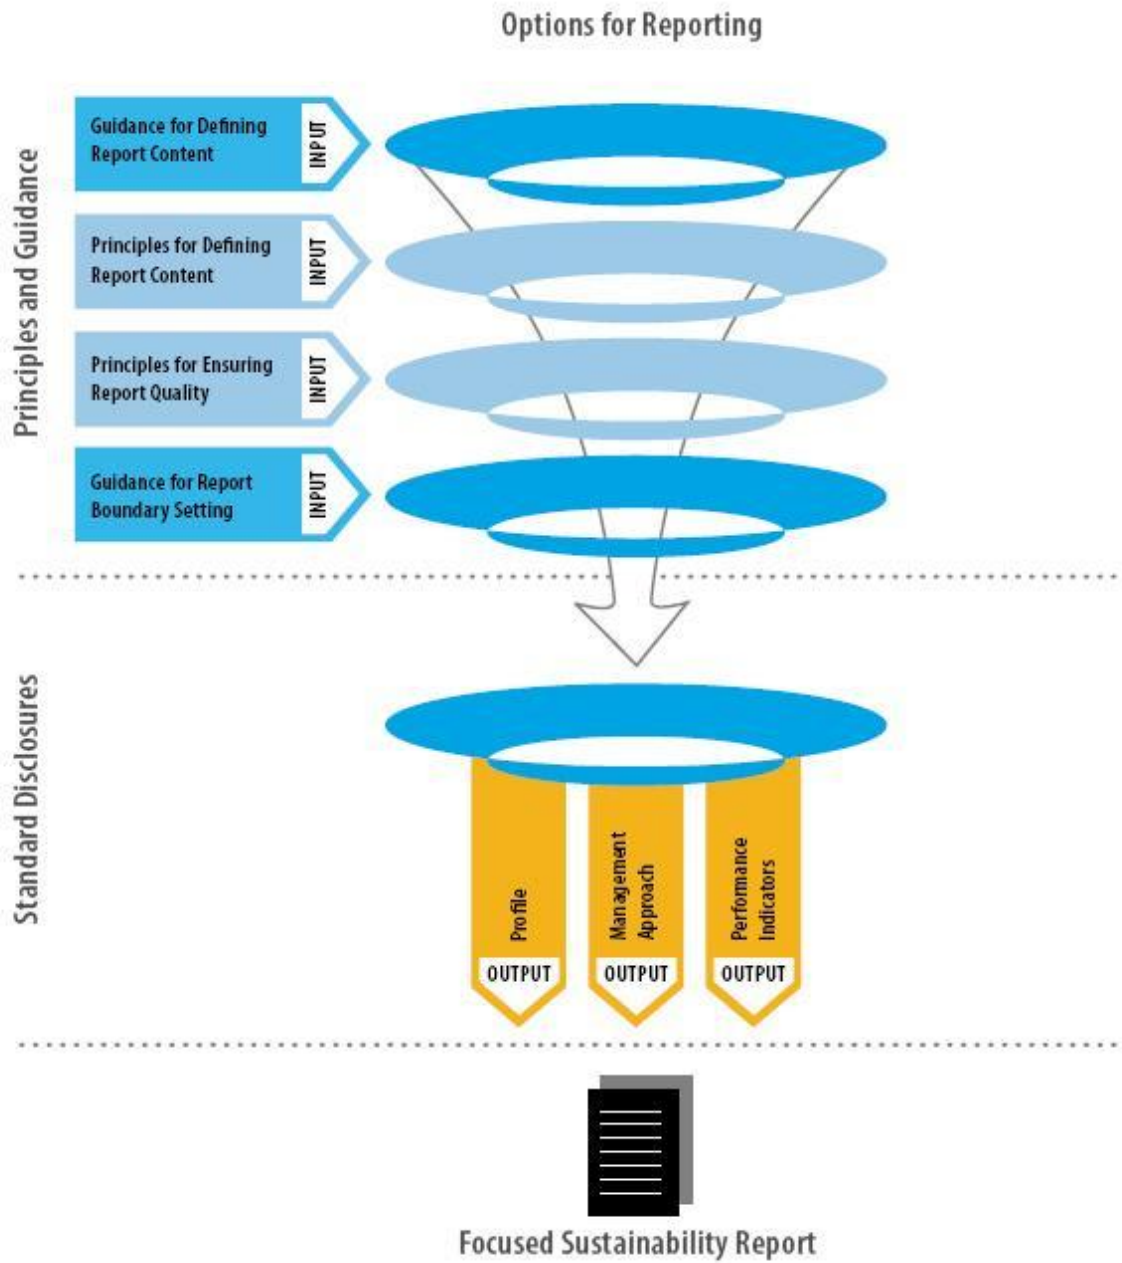 Options for Reporting
Principles and Guidance
Guidance for Defining
Report Content
INPUT
Principles for Defining
Report Content
INPUT
Principles for Ensuring
Report Quality
INPUT
Guidance for Report
Boundary Setting
INPUT
Standard Disclosures
Profile
OUTPUT
Management
Approach
OUTPUT
Performance
Indicators
OUTPUT
Focused Sustainability Report